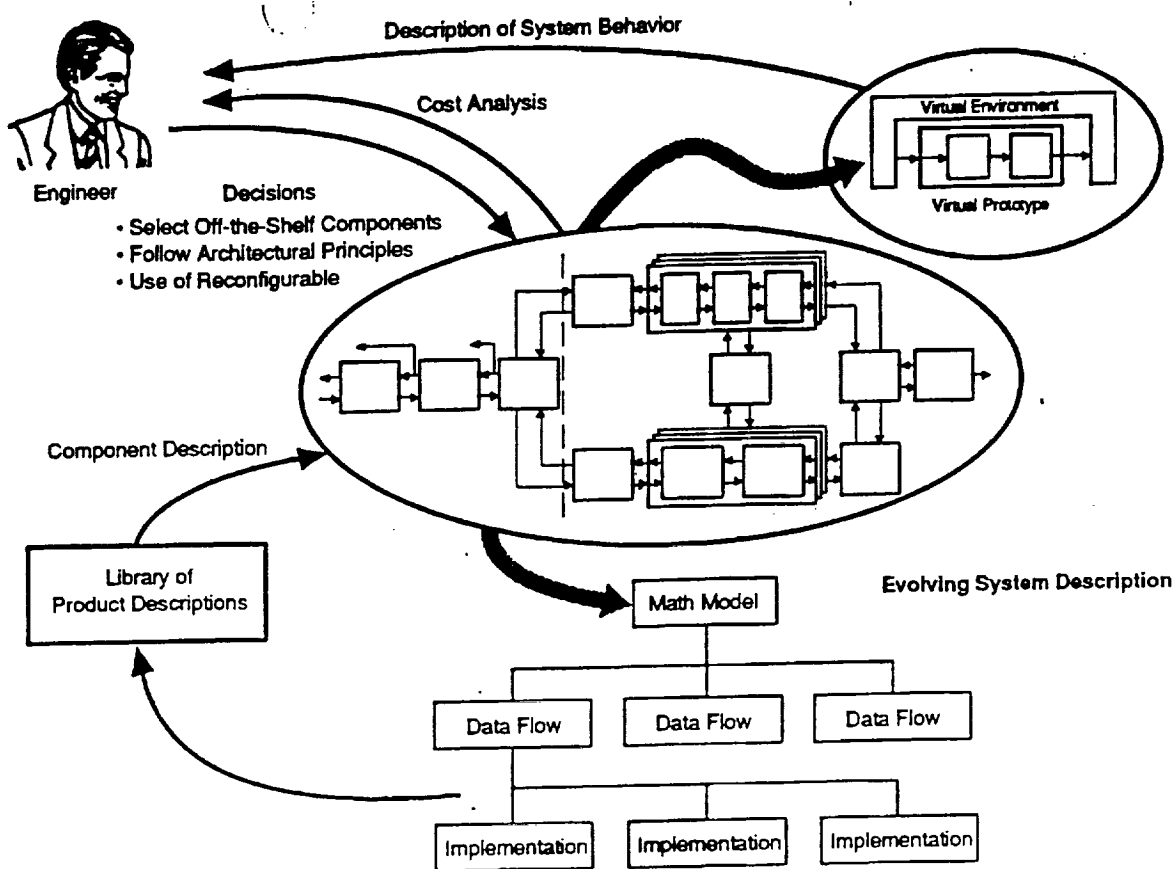 Description of System Behavior
Cost Analysis
Virtual Environment
Virtual Prototype
Engineer
Decisions
• Select Off-the-Shelf Components
• Follow Architectural Principles
• Use of Reconfigurable
Component Description
Library of
Product Descriptions
Evolving System Description
Math Model
Data Flow
Data Flow
Data Flow
Implementation
Implementation
Implementation